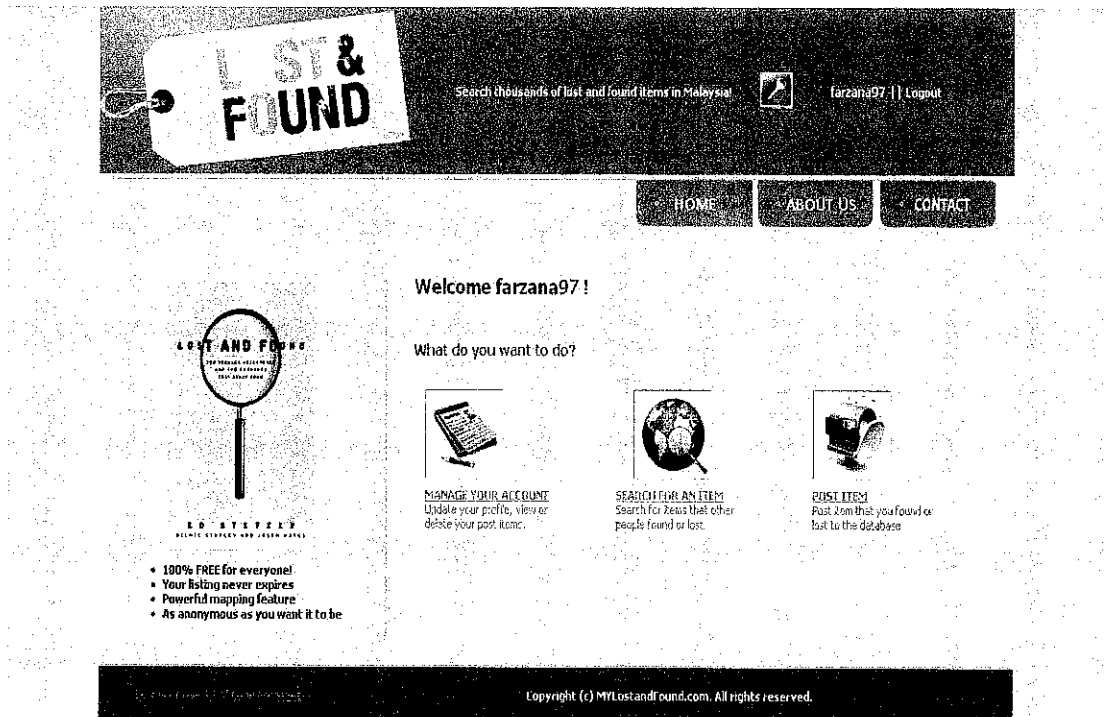 LOST &
FOUND
Search thousands of lost and found items in Malaysia!
farzana97 || Logout
HOME
ABOUT US
CONTACT
Welcome farzana97 !
LOST AND FOUND
What do you want to do?
MANAGE YOUR ACCOUNT
Update your profile, view or
delete your post items.
SEARCH FOR AN ITEM
Search for items that other
people found or lost.
POST ITEM
Post item that you found or
lost to the database
ED STETZER
• 100% FREE for everyone!
• Your listing never expires
• Powerful mapping feature
• As anonymous as you want it to be
Copyright (c) MYLostandFound.com. All rights reserved.